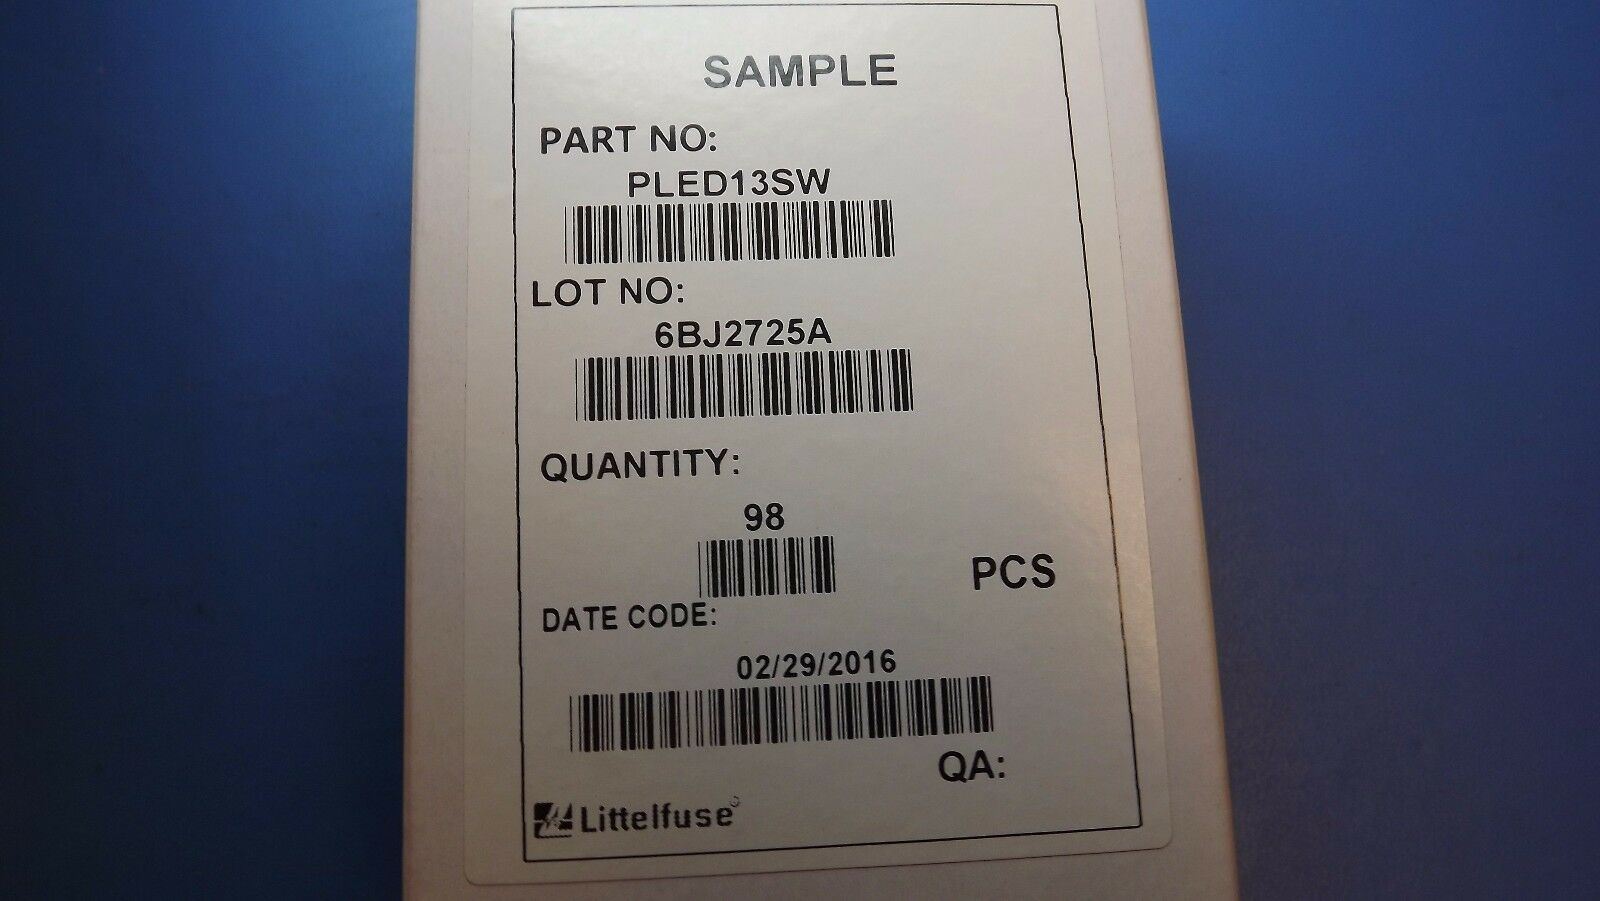 SAMPLE
PART NO:
PLED13SW
LOT NO:
6BJ2725A
QUANTITY:
98
PCS
DATE CODE:
02/29/2016
QA:
Littelfuse®